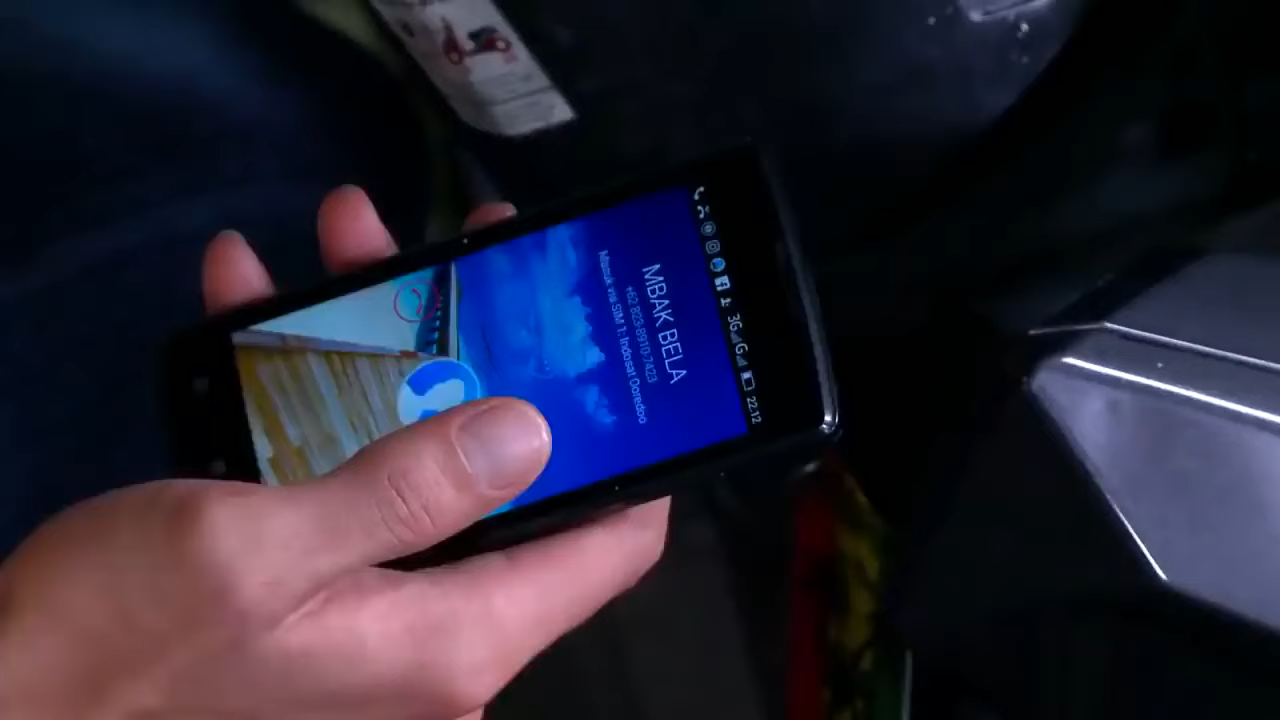 3G G 22:12
MBAK BELA
+62 823-8910-7423
Masuk via SIM 1: Indosat Ooredoo